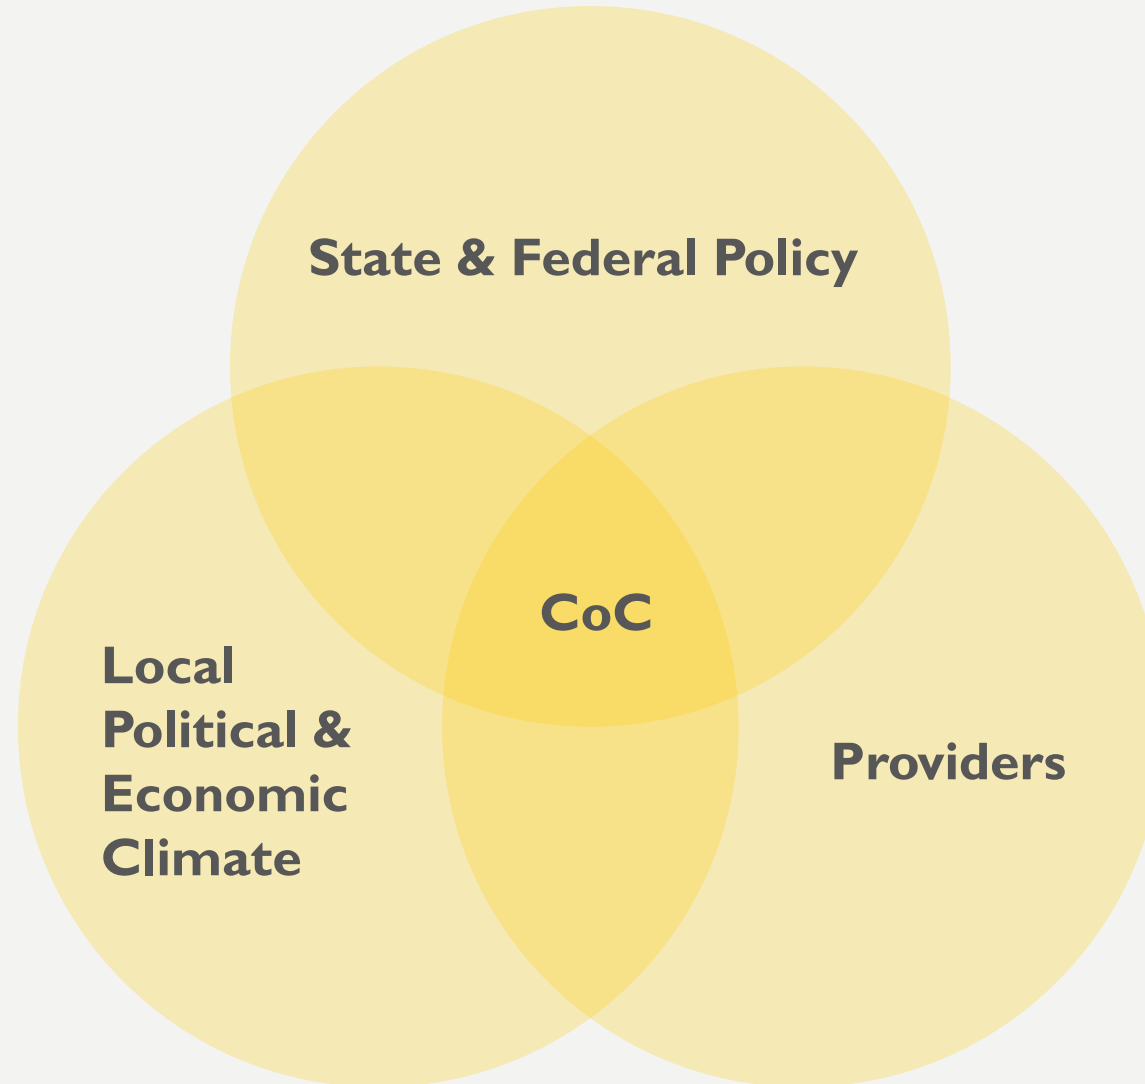 State & Federal Policy
CoC
Local
Political &
Economic
Climate
Providers